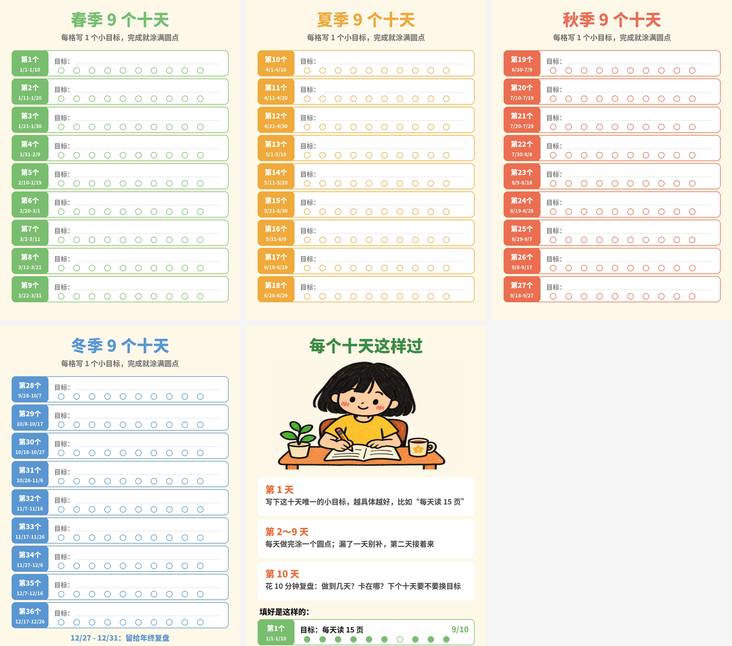 春季 9 个十天
每格写 1 个小目标，完成就涂满圆点
第1个
目标：
1/1-1/10
第2个
目标：
1/11-1/20
第3个
目标：
1/21-1/30
第4个
目标：
1/31-2/9
第5个
目标：
2/10-2/19
第6个
目标：
2/20-3/1
第7个
目标：
3/2-3/11
第8个
目标：
3/12-3/21
第9个
目标：
3/22-3/31
夏季 9 个十天
每格写 1 个小目标，完成就涂满圆点
第10个
目标：
4/1-4/10
第11个
目标：
4/11-4/20
第12个
目标：
4/21-4/30
第13个
目标：
5/1-5/10
第14个
目标：
5/11-5/20
第15个
目标：
5/21-5/30
第16个
目标：
5/31-6/9
第17个
目标：
6/10-6/19
第18个
目标：
6/20-6/29
秋季 9 个十天
每格写 1 个小目标，完成就涂满圆点
第19个
目标：
6/30-7/9
第20个
目标：
7/10-7/19
第21个
目标：
7/20-7/29
第22个
目标：
7/30-8/8
第23个
目标：
8/9-8/18
第24个
目标：
8/19-8/28
第25个
目标：
8/29-9/7
第26个
目标：
9/8-9/17
第27个
目标：
9/18-9/27
冬季 9 个十天
每格写 1 个小目标，完成就涂满圆点
第28个
目标：
9/28-10/7
第29个
目标：
10/8-10/17
第30个
目标：
10/18-10/27
第31个
目标：
10/28-11/6
第32个
目标：
11/7-11/16
第33个
目标：
11/17-11/26
第34个
目标：
11/27-12/6
第35个
目标：
12/7-12/16
第36个
目标：
12/17-12/26
12/27 - 12/31：留给年终复盘
每个十天这样过
第 1 天
写下这十天唯一的小目标，越具体越好，比如“每天读 15 页”
第 2～9 天
每天做完涂一个圆点；漏了一天别补，第二天接着来
第 10 天
花 10 分钟复盘：做到几天？卡在哪？下个十天要不要换目标
填好是这样的：
第1个
目标：每天读 15 页
9/10
1/1-1/10